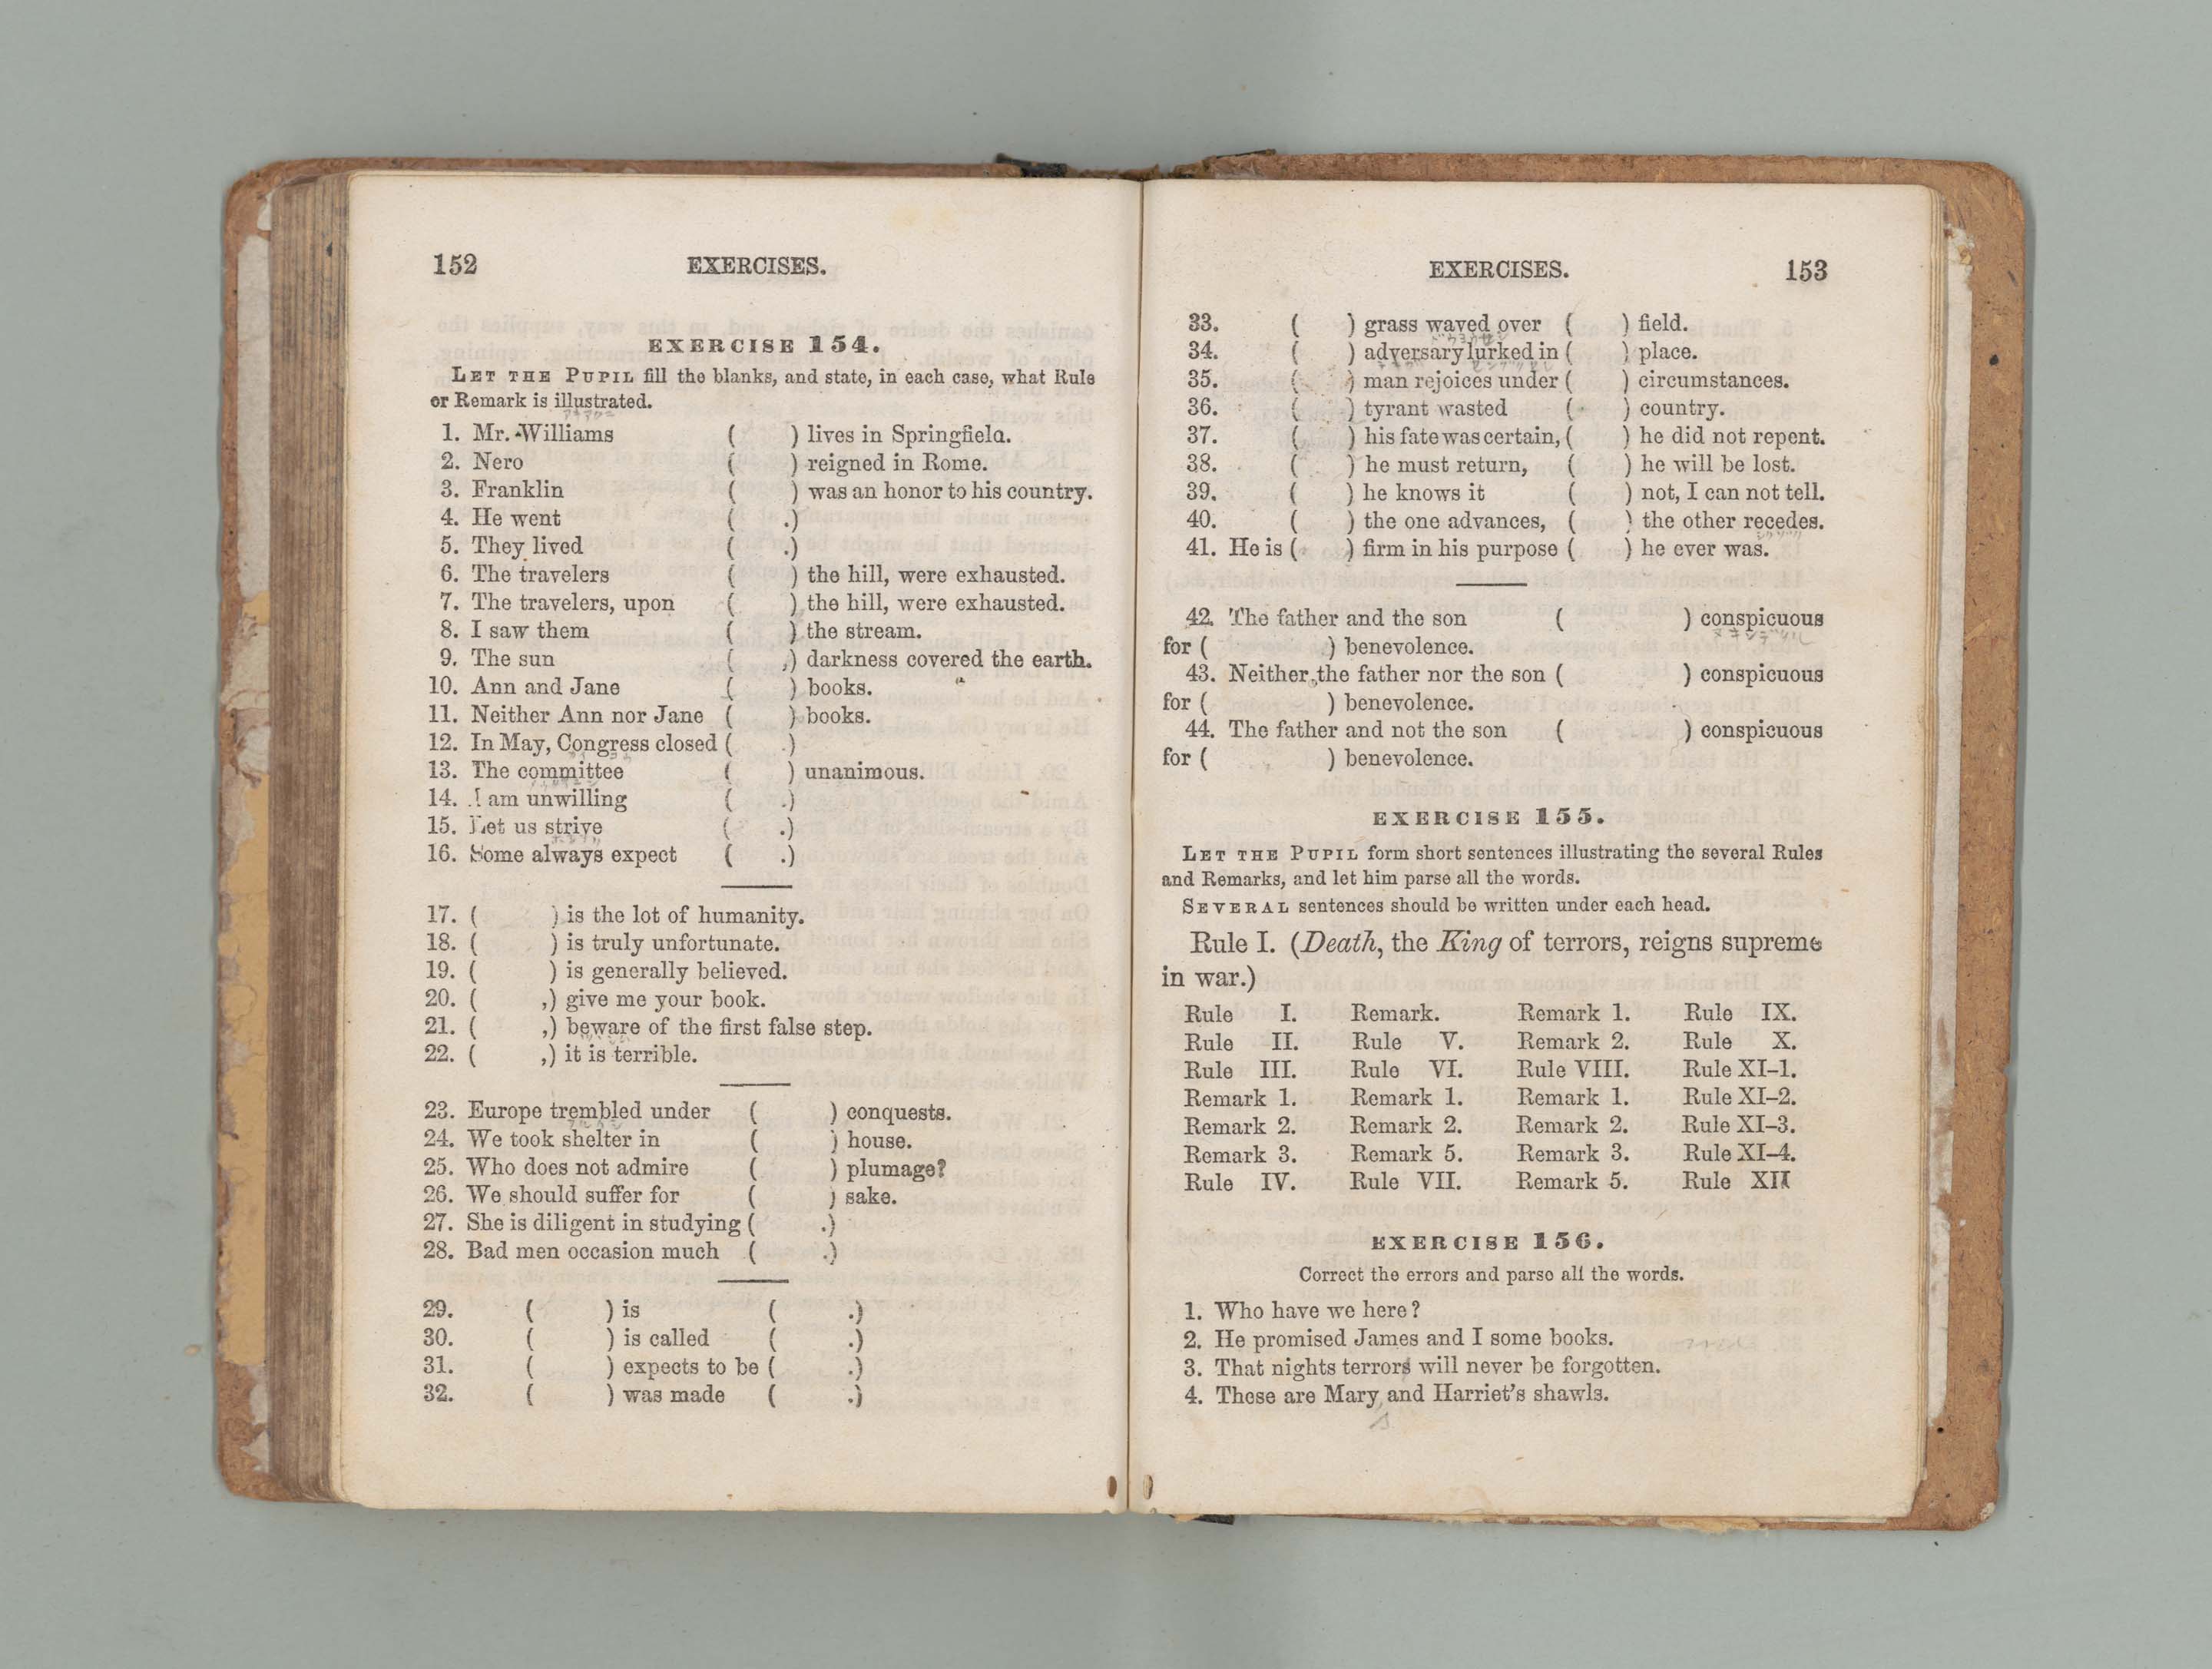 152 EXERCISES.
EXERCISE 154.
LET THE PUPIL fill the blanks, and state, in each case, what Rule
or Remark is illustrated.
1. Mr. Williams ( ) lives in Springfield.
2. Nero ( ) reigned in Rome.
3. Franklin ( ) was an honor to his country.
4. He went ( .)
5. They lived ( .)
6. The travelers ( ) the hill, were exhausted.
7. The travelers, upon ( ) the hill, were exhausted.
8. I saw them ( ) the stream.
9. The sun ( ,) darkness covered the earth.
10. Ann and Jane ( ) books.
11. Neither Ann nor Jane ( ) books.
12. In May, Congress closed ( .)
13. The committee ( ) unanimous.
14. I am unwilling ( .)
15. Let us strive ( .)
16. Some always expect ( .)
17. ( ) is the lot of humanity.
18. ( ) is truly unfortunate.
19. ( ) is generally believed.
20. ( ,) give me your book.
21. ( ,) beware of the first false step.
22. ( ,) it is terrible.
23. Europe trembled under ( ) conquests.
24. We took shelter in ( ) house.
25. Who does not admire ( ) plumage?
26. We should suffer for ( ) sake.
27. She is diligent in studying ( .)
28. Bad men occasion much ( .)
29. ( ) is ( .)
30. ( ) is called ( .)
31. ( ) expects to be ( .)
32. ( ) was made ( .)
EXERCISES. 153
33. ( ) grass waved over ( ) field.
34. ( ) adversary lurked in ( ) place.
35. ( ) man rejoices under ( ) circumstances.
36. ( ) tyrant wasted ( ) country.
37. ( ) his fate was certain, ( ) he did not repent.
38. ( ) he must return, ( ) he will be lost.
39. ( ) he knows it ( ) not, I can not tell.
40. ( ) the one advances, ( ) the other recedes.
41. He is ( ) firm in his purpose ( ) he ever was.
42. The father and the son ( ) conspicuous
for ( ) benevolence.
43. Neither the father nor the son ( ) conspicuous
for ( ) benevolence.
44. The father and not the son ( ) conspicuous
for ( ) benevolence.
EXERCISE 155.
LET THE PUPIL form short sentences illustrating the several Rules
and Remarks, and let him parse all the words.
SEVERAL sentences should be written under each head.
Rule I. (Death, the King of terrors, reigns supreme
in war.)
Rule I. Remark. Remark 1. Rule IX.
Rule II. Rule V. Remark 2. Rule X.
Rule III. Rule VI. Rule VIII. Rule XI–1.
Remark 1. Remark 1. Remark 1. Rule XI–2.
Remark 2. Remark 2. Remark 2. Rule XI–3.
Remark 3. Remark 5. Remark 3. Rule XI–4.
Rule IV. Rule VII. Remark 5. Rule XII
EXERCISE 156.
Correct the errors and parse all the words.
1. Who have we here?
2. He promised James and I some books.
3. That nights terrors will never be forgotten.
4. These are Mary and Harriet's shawls.